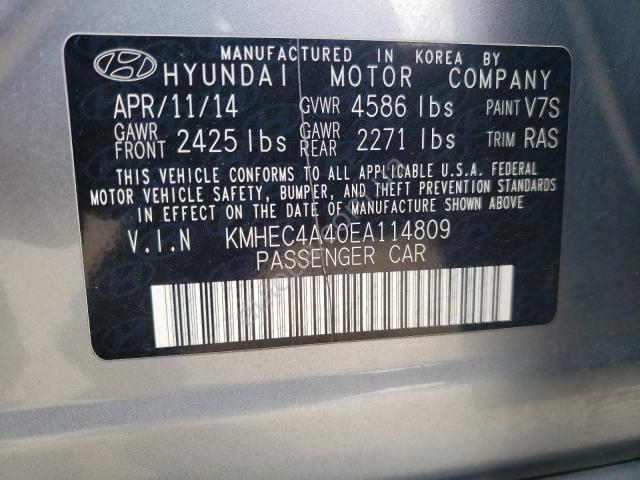 MANUFACTURED IN KOREA BY
HYUNDAI MOTOR COMPANY
APR/11/14 GVWR 4586 lbs PAINT V7S
GAWR FRONT 2425 lbs GAWR REAR 2271 lbs TRIM RAS
THIS VEHICLE CONFORMS TO ALL APPLICABLE U.S.A. FEDERAL
MOTOR VEHICLE SAFETY, BUMPER, AND THEFT PREVENTION STANDARDS
IN EFFECT ON THE DATE OF MANUFACTURE SHOWN ABOVE
V.I.N KMHEC4A40EA114809
PASSENGER CAR